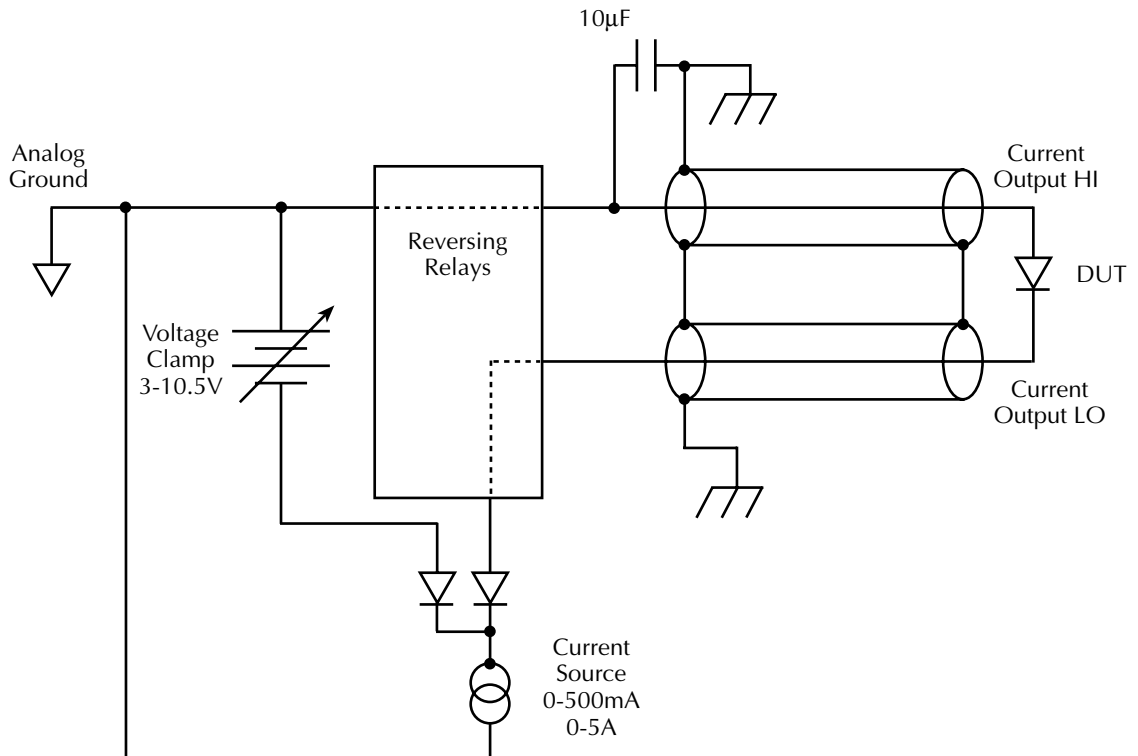 10µF
Analog
Ground
Current
Output HI
Reversing
Relays
DUT
Voltage
Clamp
3-10.5V
Current
Output LO
Current
Source
0-500mA
0-5A